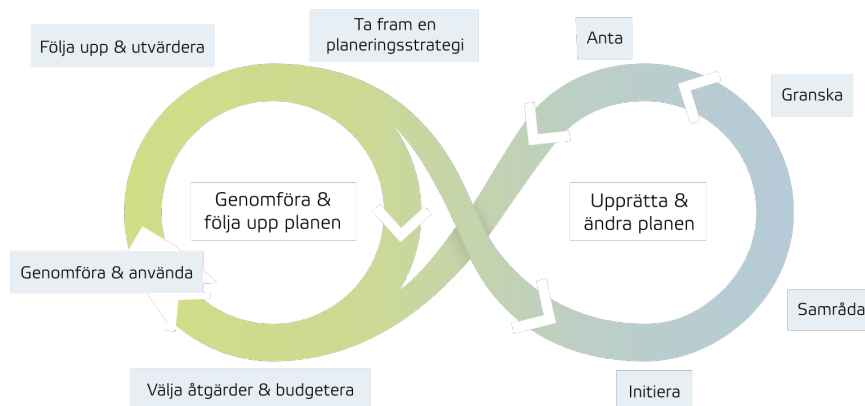 Ta fram en
planeringsstrategi
Anta
Följa upp & utvärdera
Granska
Genomföra &
följa upp planen
Upprätta &
ändra planen
Genomföra & använda
Samråda
Välja åtgärder & budgetera
Initiera